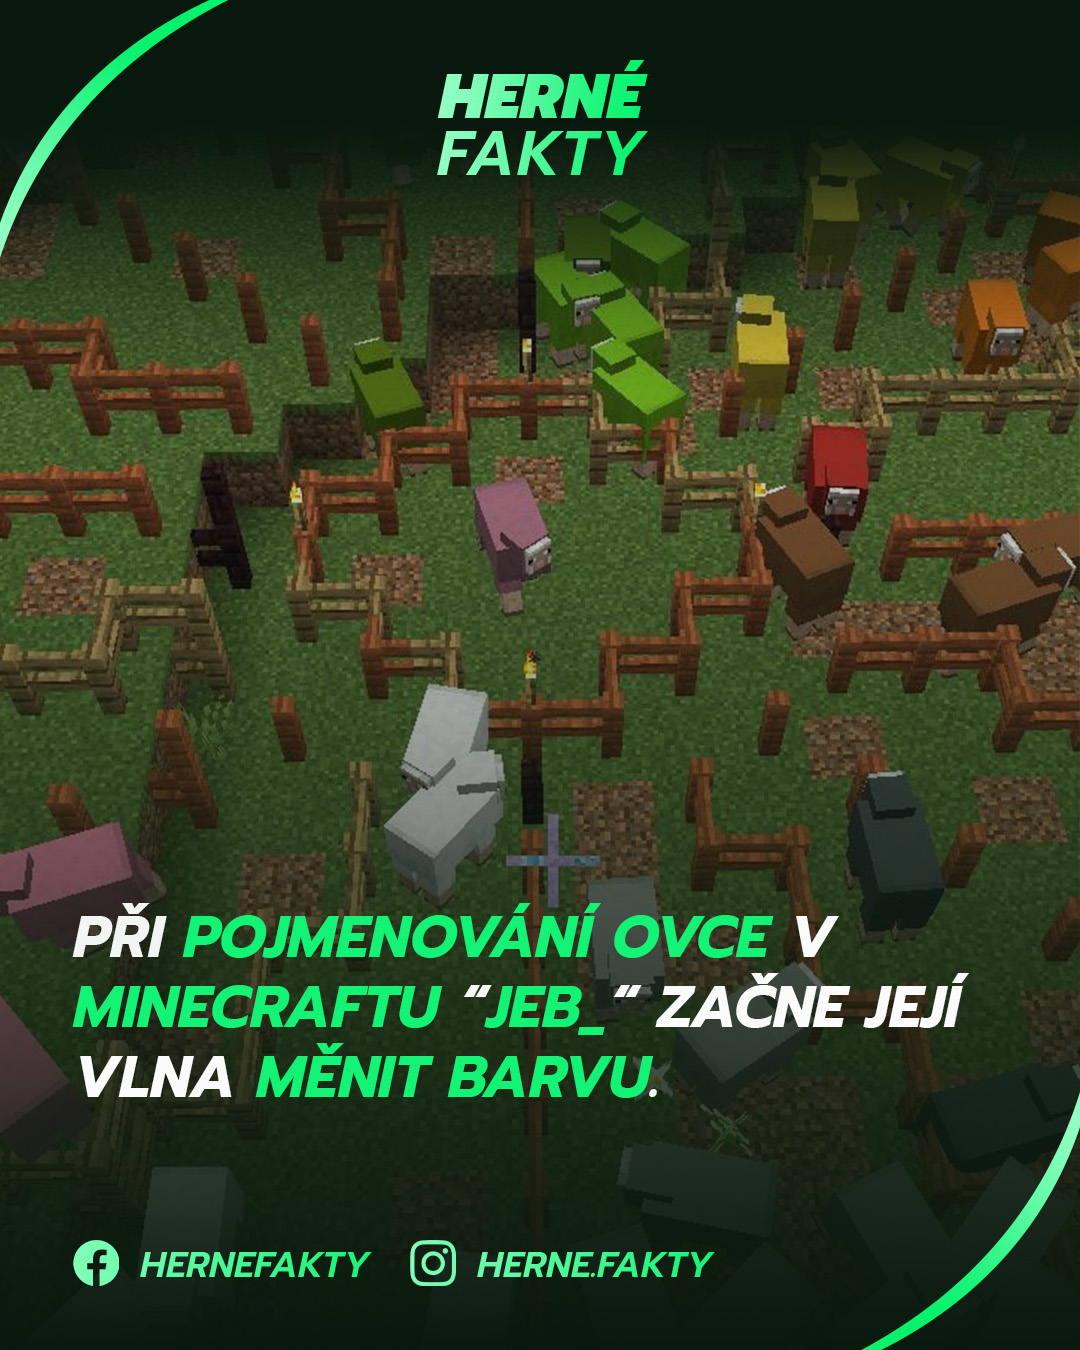 HERNÉ
FAKTY
PŘI POJMENOVÁNÍ OVCE V
MINECRAFTU "JEB_" ZAČNE JEJÍ
VLNA MĚNIT BARVU.
HERNEFAKTY HERNE.FAKTY